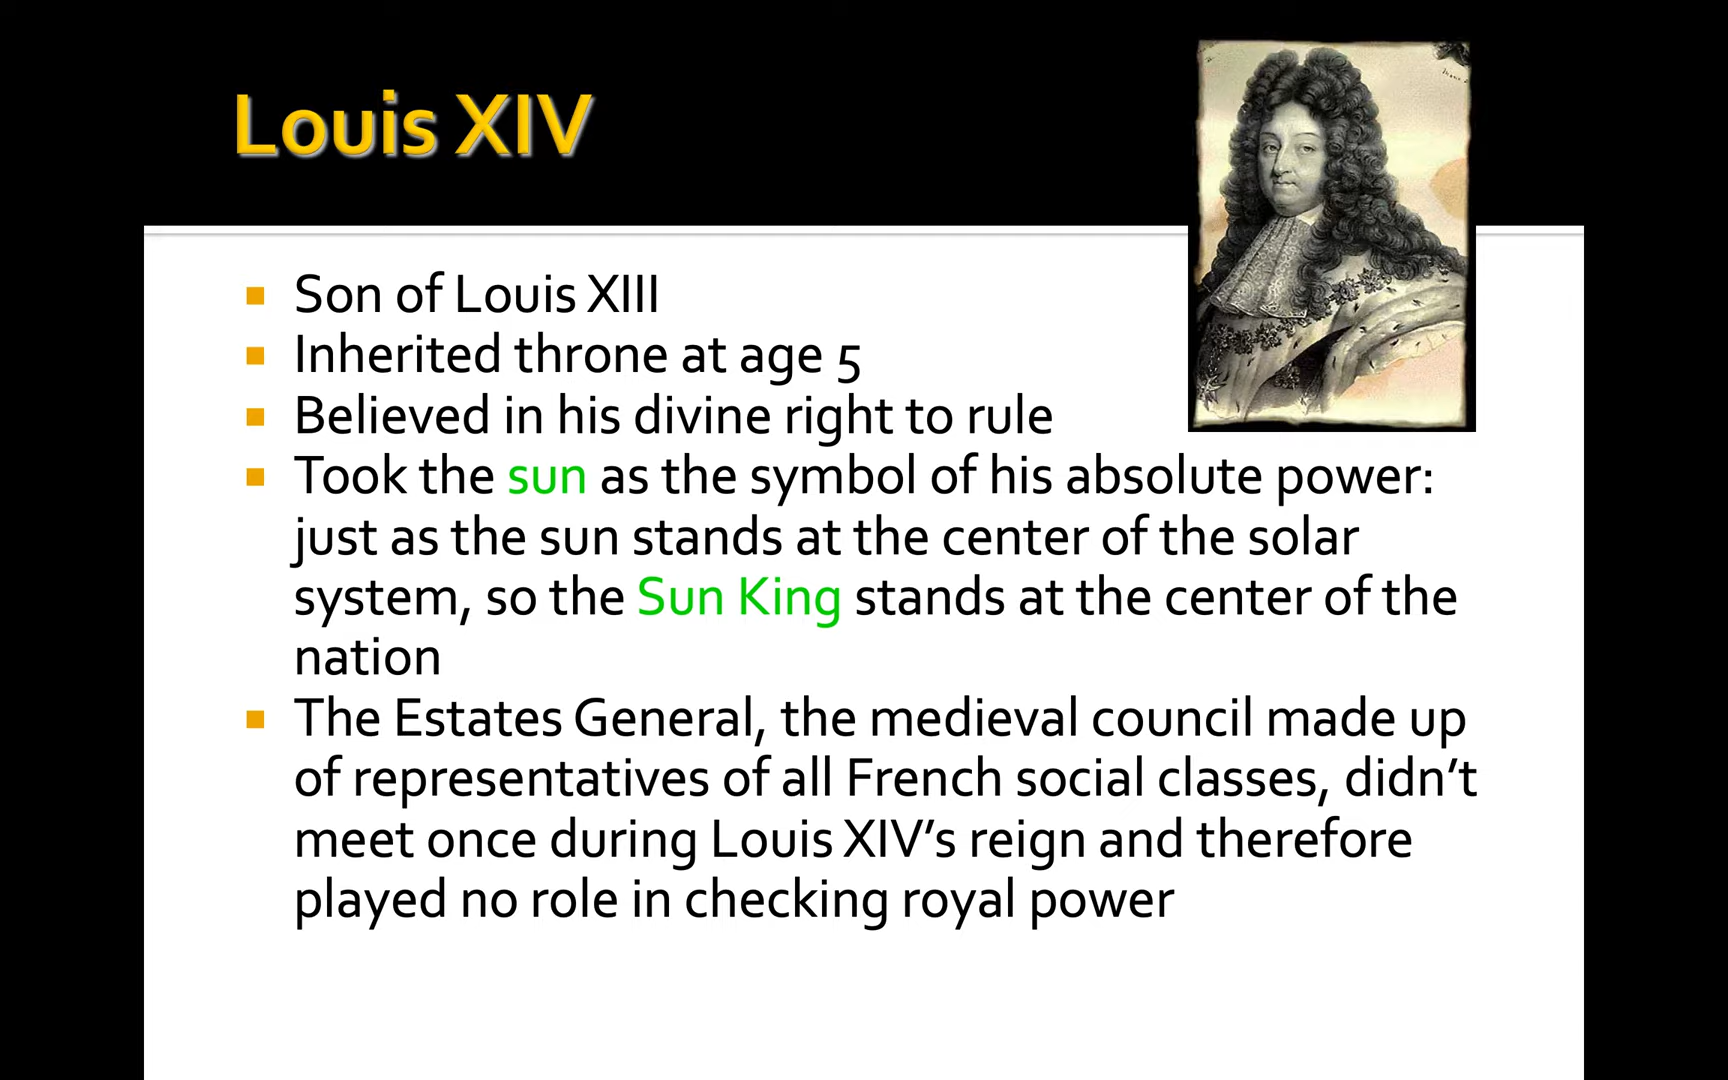 Louis XIV
Son of Louis XIII
Inherited throne at age 5
Believed in his divine right to rule
Took the sun as the symbol of his absolute power:
just as the sun stands at the center of the solar
system, so the Sun King stands at the center of the
nation
The Estates General, the medieval council made up
of representatives of all French social classes, didn’t
meet once during Louis XIV’s reign and therefore
played no role in checking royal power